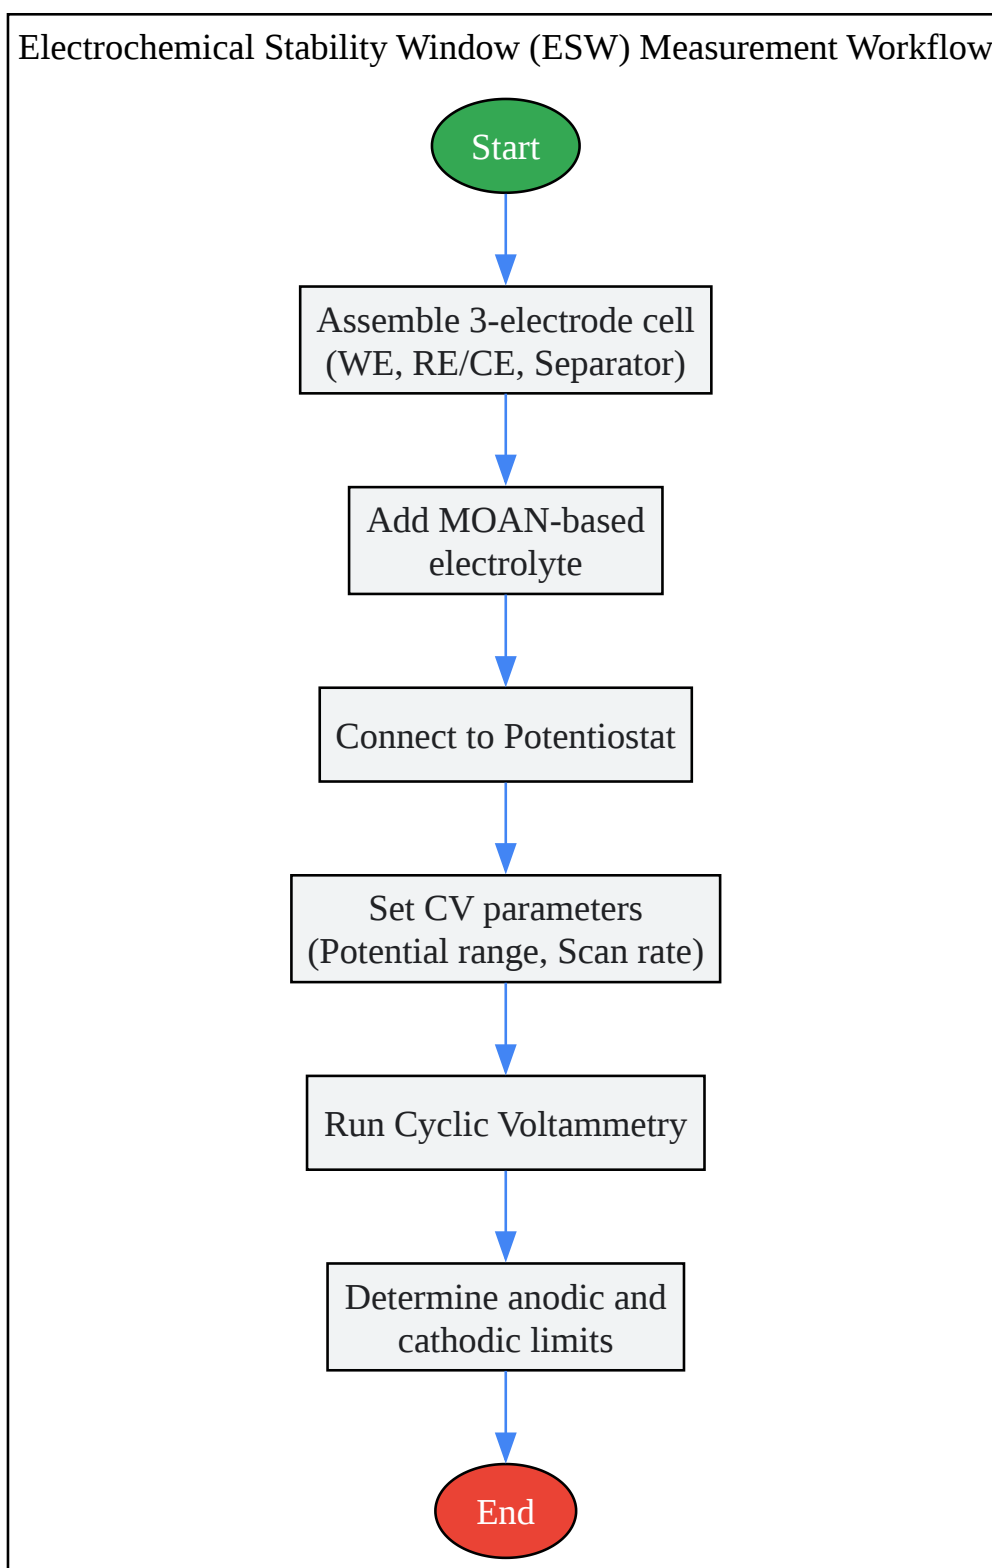 Electrochemical Stability Window (ESW) Measurement Workflow
Start
Assemble 3-electrode cell
(WE, RE/CE, Separator)
Add MOAN-based
electrolyte
Connect to Potentiostat
Set CV parameters
(Potential range, Scan rate)
Run Cyclic Voltammetry
Determine anodic and
cathodic limits
End